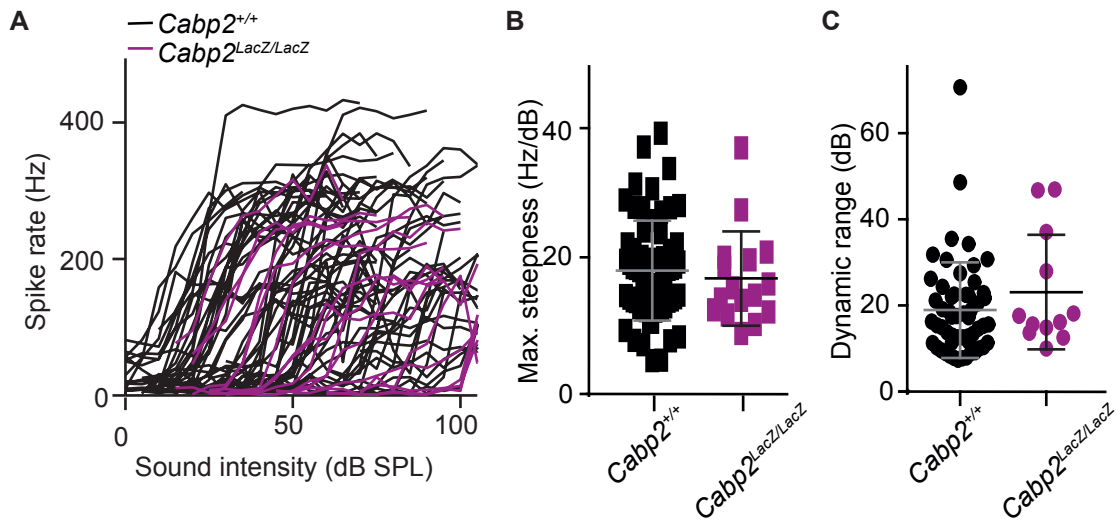 A
Cabp2+/+
Cabp2LacZ/LacZ
Spike rate (Hz)
400
200
0
0
50
100
Sound intensity (dB SPL)
B
Max. steepness (Hz/dB)
40
20
0
Cabp2+/+
Cabp2LacZ/LacZ
C
Dynamic range (dB)
60
40
20
0
Cabp2+/+
Cabp2LacZ/LacZ